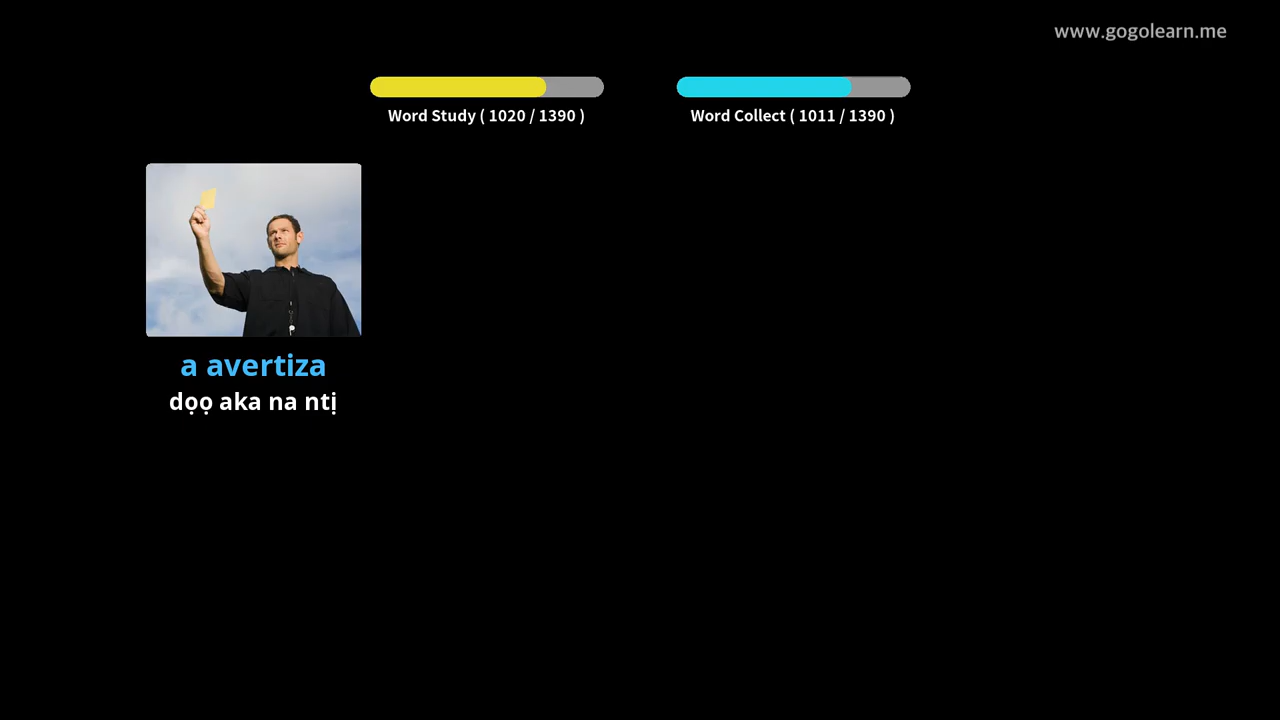 www.gogolearn.me
Word Study ( 1020 / 1390 )
Word Collect ( 1011 / 1390 )
a avertiza
dọọ aka na ntị